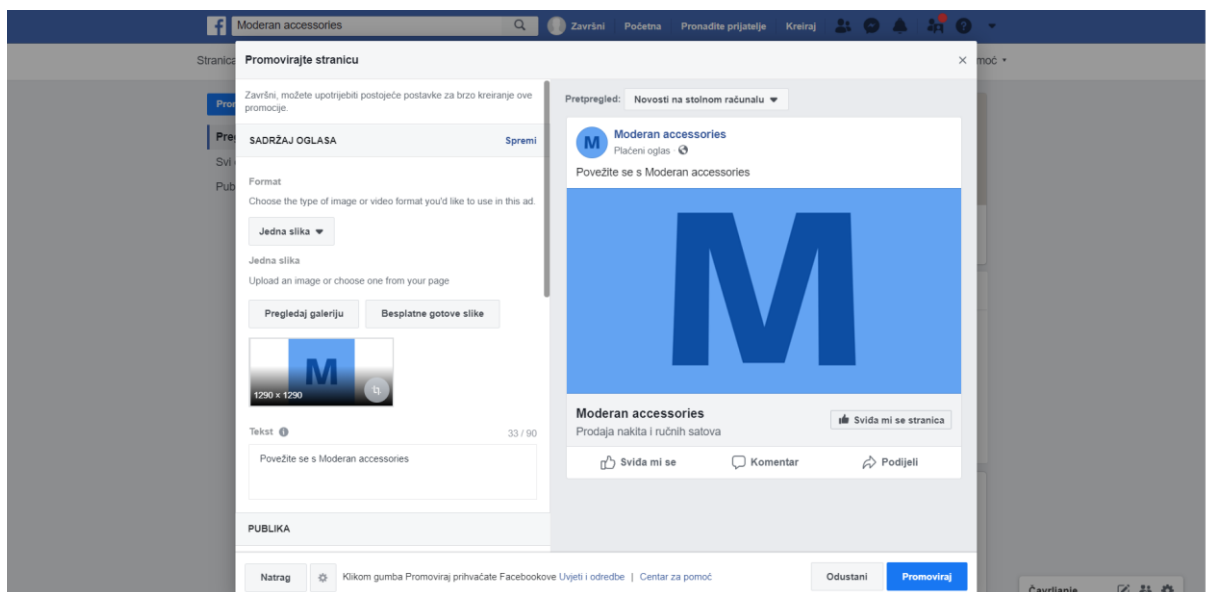 Moderan accessories
Završni Početna Pronađite prijatelje Kreiraj
Stranica
moć
Promovirajte stranicu
Završni, možete upotrijebiti postojeće postavke za brzo kreiranje ove
promocije.
SADRŽAJ OGLASA Spremi
Format
Choose the type of image or video format you'd like to use in this ad.
Jedna slika
Jedna slika
Upload an image or choose one from your page
Pregledaj galeriju Besplatne gotove slike
M
1290 × 1290
Tekst 33 / 90
Povežite se s Moderan accessories
PUBLIKA
Pretpregled: Novosti na stolnom računalu
M
Moderan accessories
Plaćeni oglas ·
Povežite se s Moderan accessories
M
Moderan accessories
Prodaja nakita i ručnih satova
Sviđa mi se stranica
Sviđa mi se Komentar Podijeli
Natrag Klikom gumba Promoviraj prihvaćate Facebookove Uvjeti i odredbe | Centar za pomoć Odustani Promoviraj
Čavrljanje